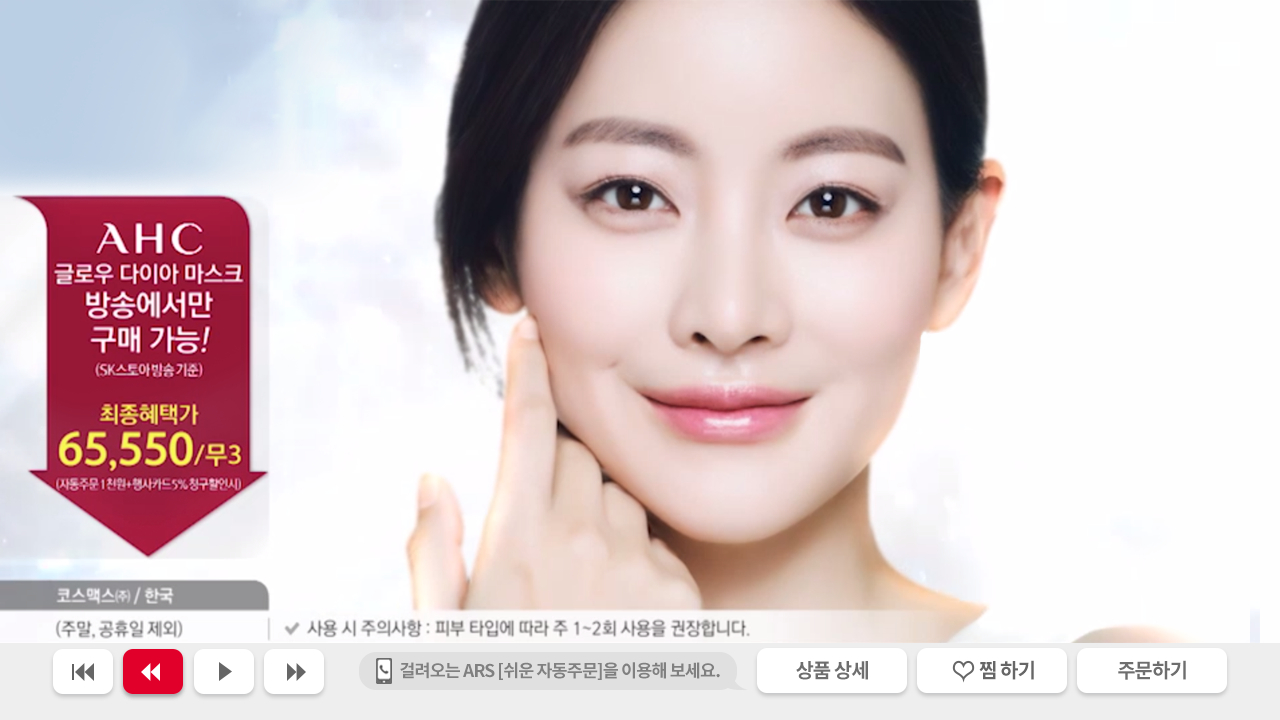 AHC
글로우 다이아 마스크
방송에서만
구매 가능!
(SK스토아 방송 기준)
최종혜택가
65,550/무3
(자동주문 1천원+행사카드 5% 청구할인시)
코스맥스㈜ / 한국
(주말, 공휴일 제외)
사용 시 주의사항 : 피부 타입에 따라 주 1~2회 사용을 권장합니다.
걸려오는 ARS [쉬운 자동주문]을 이용해 보세요.
상품 상세
찜 하기
주문하기